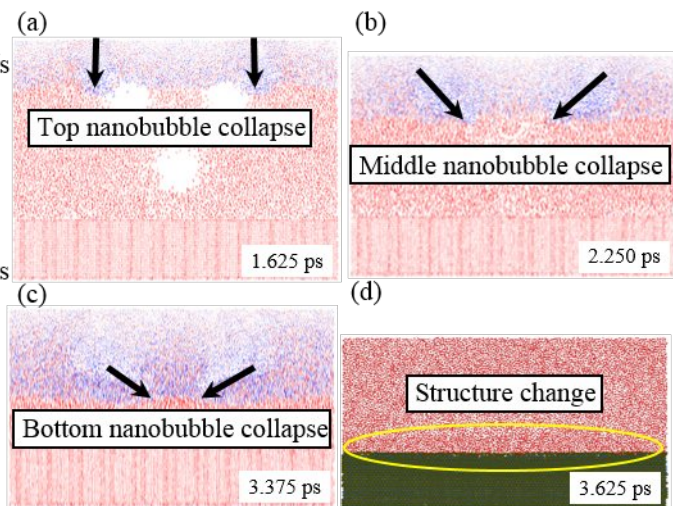 (a)
(b)
s
Top nanobubble collapse
1.625 ps
Middle nanobubble collapse
2.250 ps
s
(c)
(d)
Bottom nanobubble collapse
3.375 ps
Structure change
3.625 ps